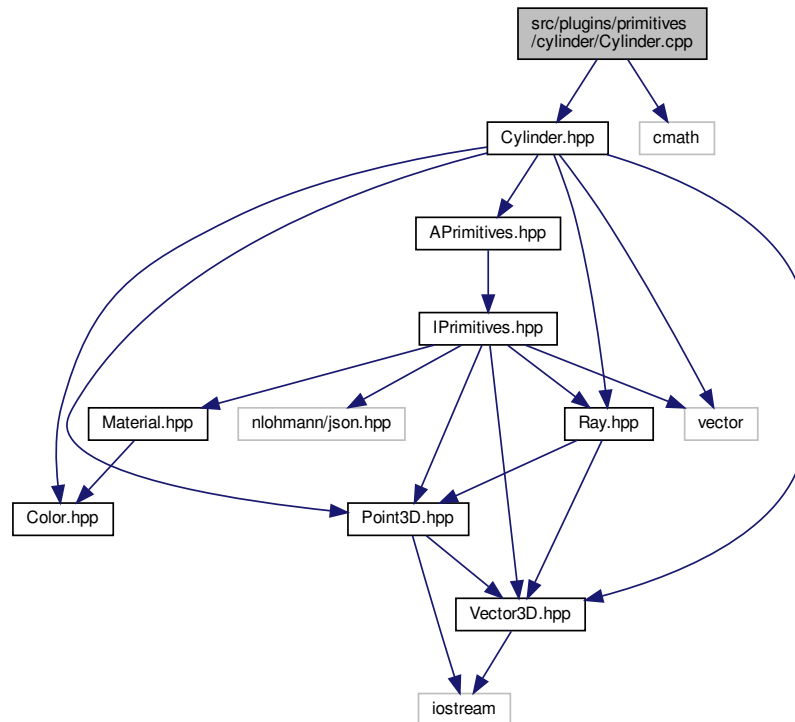 src/plugins/primitives
/cylinder/Cylinder.cpp
Cylinder.hpp
cmath
APrimitives.hpp
IPrimitives.hpp
Material.hpp
nlohmann/json.hpp
Ray.hpp
vector
Color.hpp
Point3D.hpp
Vector3D.hpp
iostream